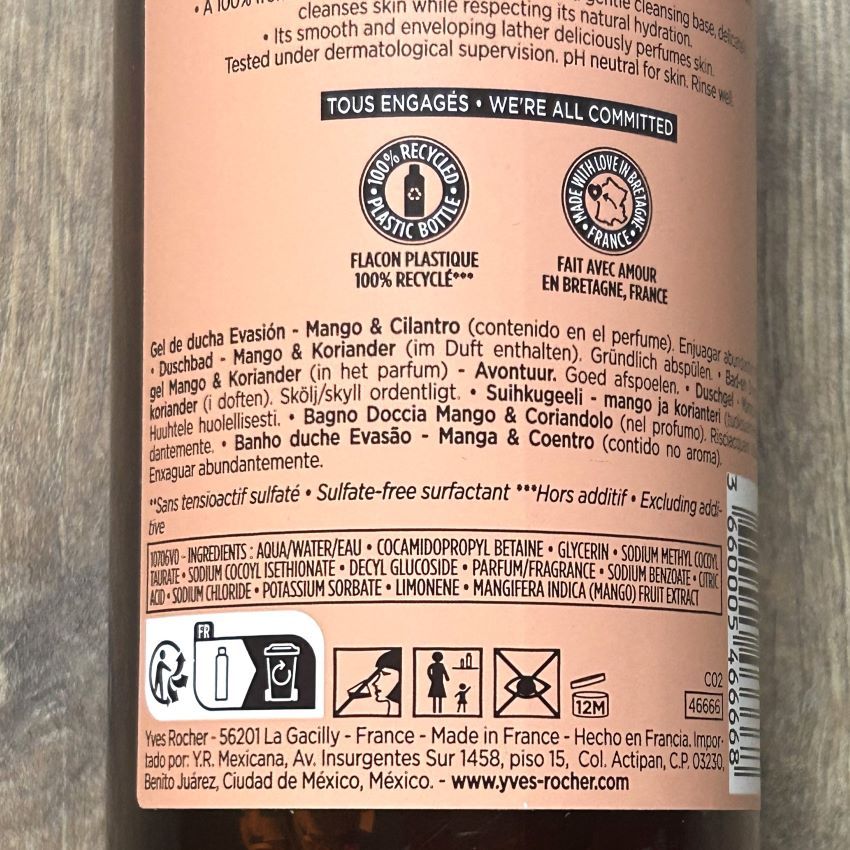 • A 100%
gentle cleansing base, delicately
cleanses skin while respecting its natural hydration.
• Its smooth and enveloping lather deliciously perfumes skin.
Tested under dermatological supervision. pH neutral for skin. Rinse well.
TOUS ENGAGÉS • WE'RE ALL COMMITTED
• 100% RECYCLED • PLASTIC BOTTLE
MADE WITH LOVE IN BRETAGNE • FRANCE •
FLACON PLASTIQUE
100% RECYCLÉ***
FAIT AVEC AMOUR
EN BRETAGNE, FRANCE
Gel de ducha Evasión - Mango & Cilantro (contenido en el perfume). Enjuagar
• Duschbad - Mango & Koriander (im Duft enthalten). Gründlich abspülen. •
gel Mango & Koriander (in het parfum) - Avontuur. Goed afspoelen. • Duschgel -
koriander (i doften). Skölj/skyll ordentligt. • Suihkugeeli - mango ja korianteri
Huuhtele huolellisesti. • Bagno Doccia Mango & Coriandolo (nel profumo).
dantemente. • Banho duche Evasão - Manga & Coentro (contido no aroma).
Enxaguar abundantemente.
**Sans tensioactif sulfaté • Sulfate-free surfactant ***Hors additif • Excluding addi-
tive
10706V0 - INGREDIENTS : AQUA/WATER/EAU • COCAMIDOPROPYL BETAINE • GLYCERIN • SODIUM METHYL COCOYL
TAURATE • SODIUM COCOYL ISETHIONATE • DECYL GLUCOSIDE • PARFUM/FRAGRANCE • SODIUM BENZOATE • CITRIC
ACID • SODIUM CHLORIDE • POTASSIUM SORBATE • LIMONENE • MANGIFERA INDICA (MANGO) FRUIT EXTRACT
FR
12M
C02
46666
3 660005 466668
Yves Rocher - 56201 La Gacilly - France - Made in France - Hecho en Francia. Impor-
tado por: Y.R. Mexicana, Av. Insurgentes Sur 1458, piso 15, Col. Actipan, C.P. 03230,
Benito Juárez, Ciudad de México, México. - www.yves-rocher.com